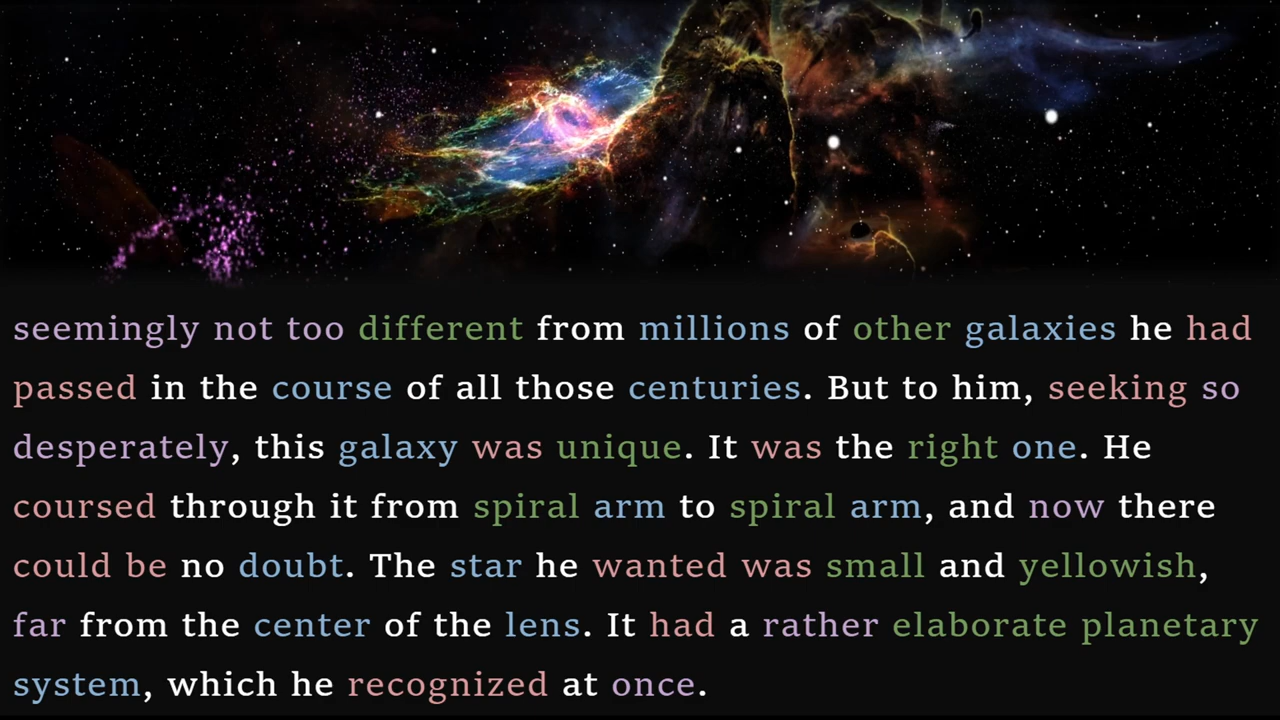 seemingly not too different from millions of other galaxies he had
passed in the course of all those centuries. But to him, seeking so
desperately, this galaxy was unique. It was the right one. He
coursed through it from spiral arm to spiral arm, and now there
could be no doubt. The star he wanted was small and yellowish,
far from the center of the lens. It had a rather elaborate planetary
system, which he recognized at once.